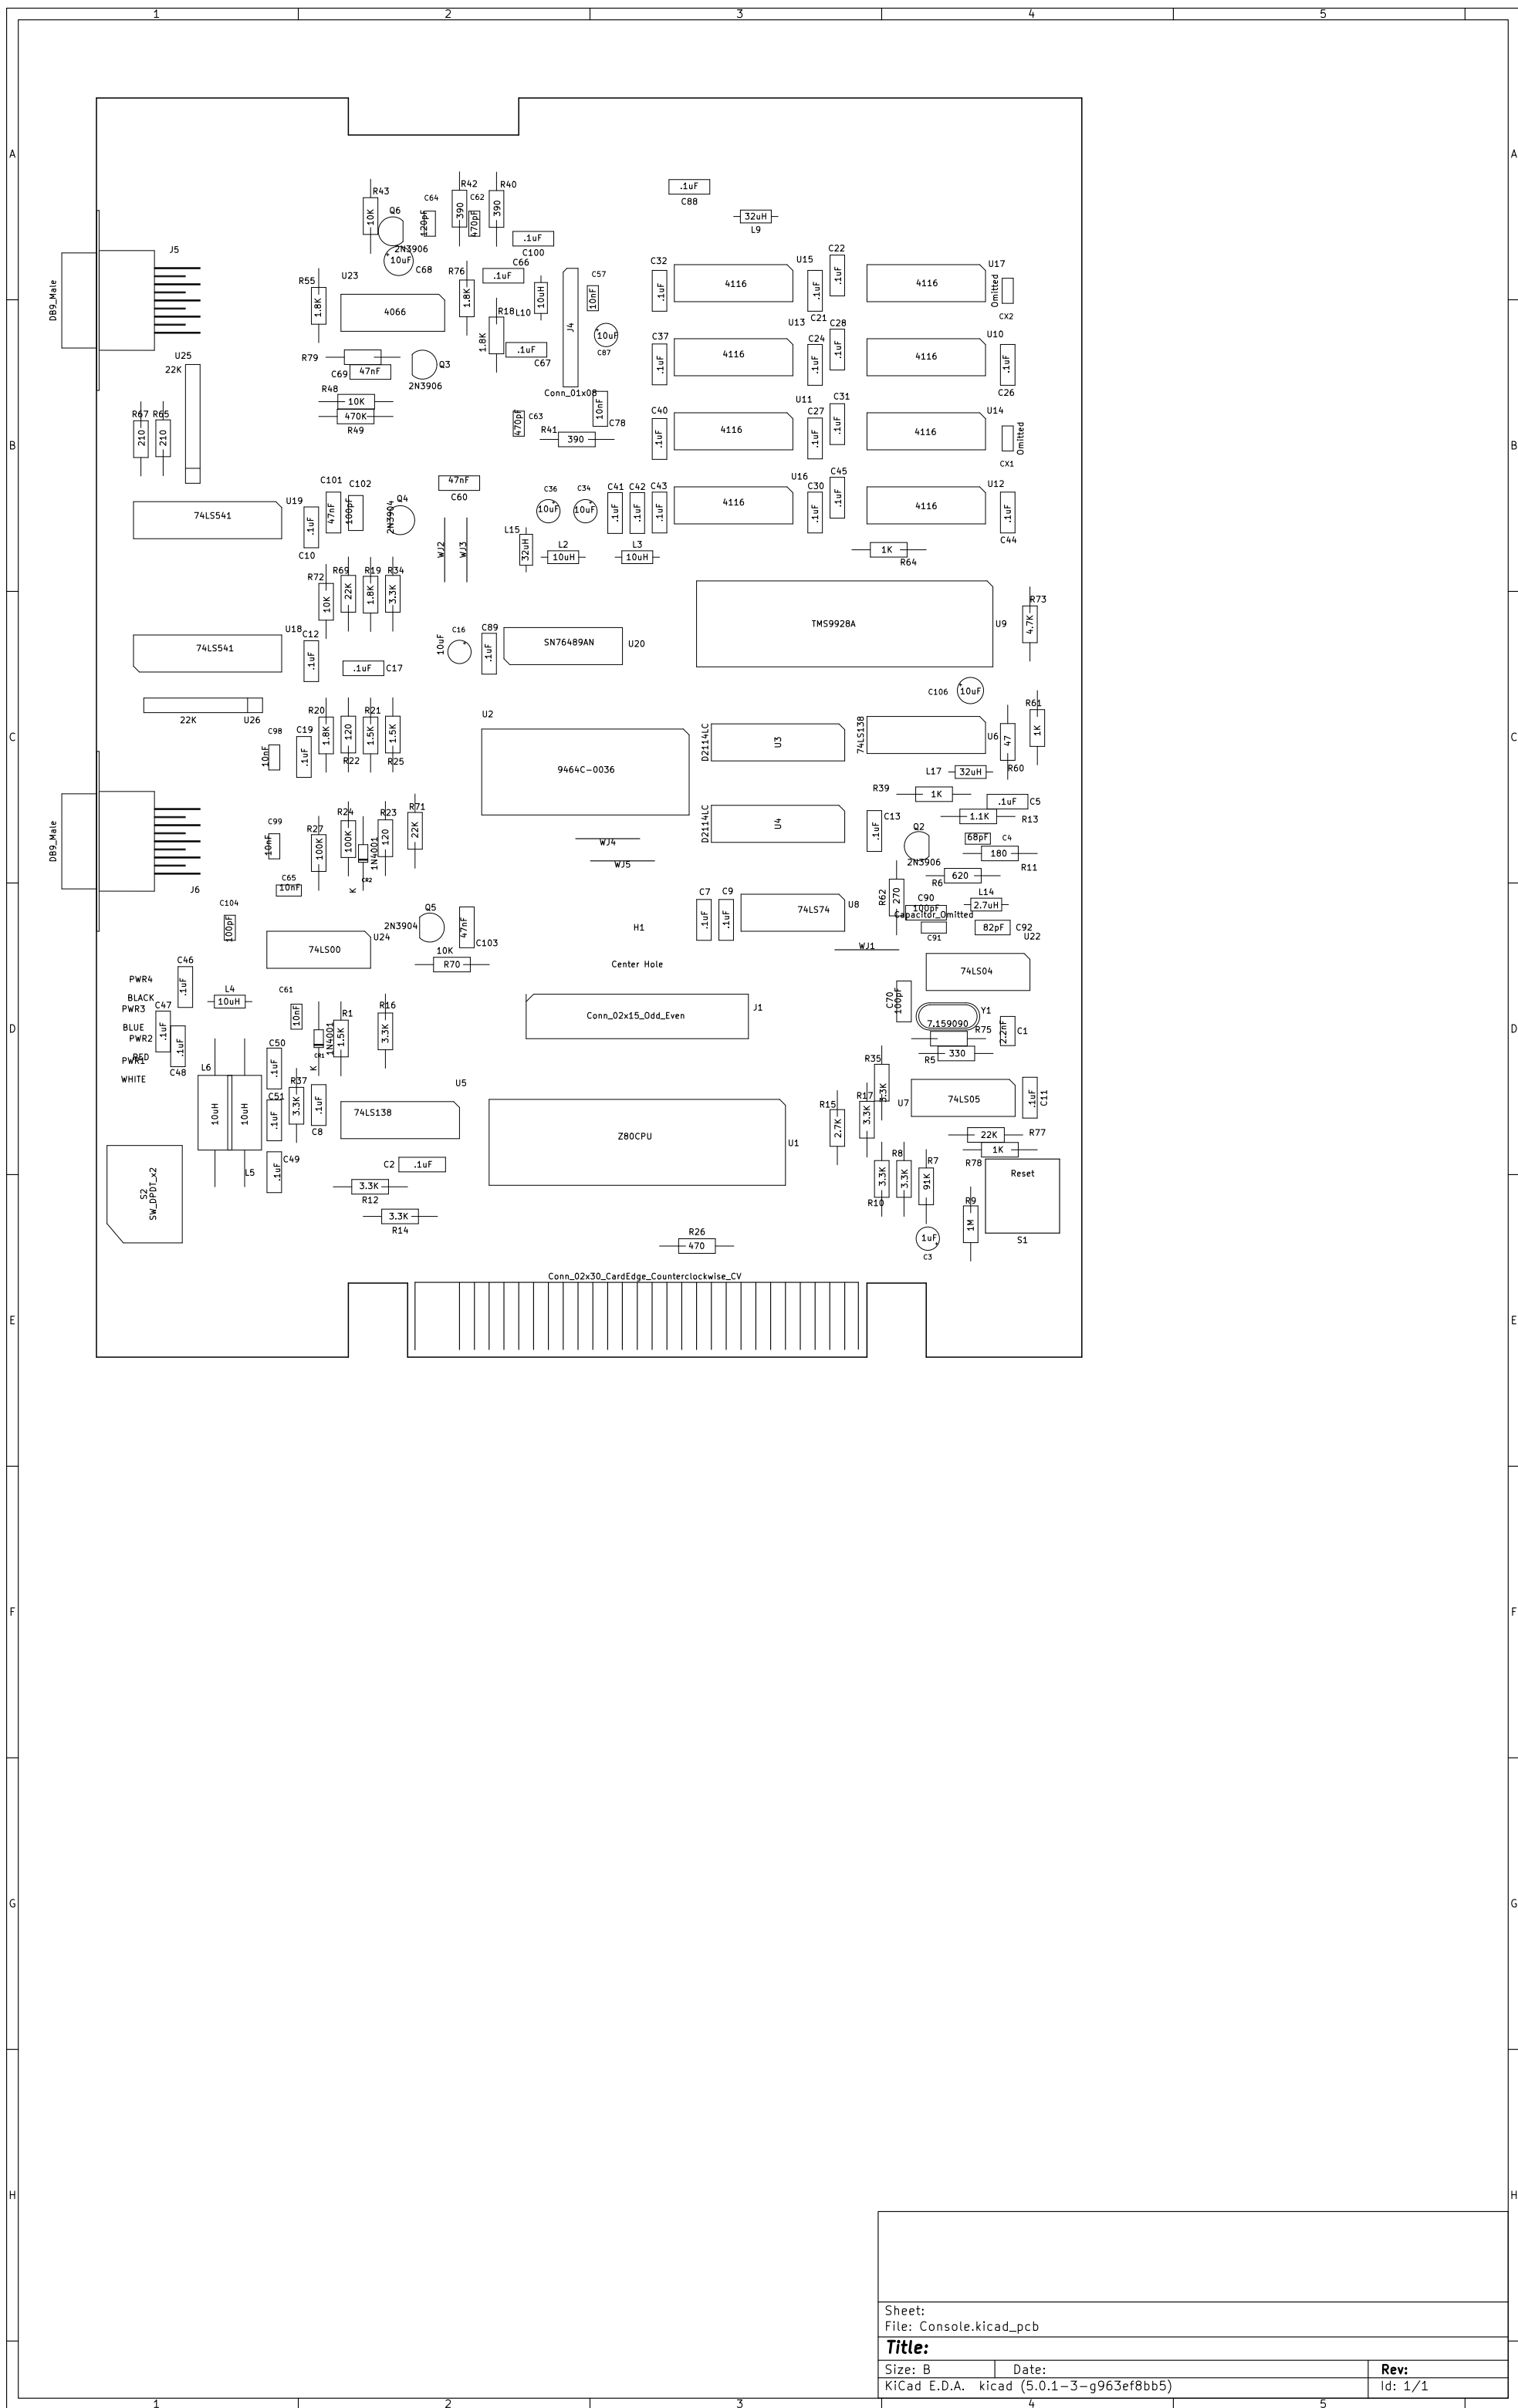 1 2 3 4 5
A A
R43
10K
Q6
2N3906
C64
120pF
R42
390
C62
470pF
R40
390
.1uF
C88
32uH
L9
.1uF
C100
10uF
C68
J5
DB9_Male
U23
4066
R55
1.8K
R76
1.8K
C66
.1uF
R18
1.8K
L10
10uH
C57
10nF
J4
Conn_01x08
10uF
C87
.1uF
C67
C32
.1uF
4116
U15
C22
.1uF
.1uF
C21
4116
U17
Omitted
CX2
U25
22K
R79
C69
47nF
Q3
2N3906
C37
.1uF
4116
U13
C28
.1uF
C24
.1uF
4116
U10
.1uF
C26
R48
10K
470K
R49
B B
R67
210
R65
210
470pF
C63
R41
390
10nF
C78
C40
.1uF
4116
U11
C31
.1uF
C27
.1uF
4116
U14
Omitted
CX1
74LS541
U19
.1uF
C10
C101
47nF
C102
100pF
Q4
2N3904
47nF
C60
C36
10uF
C34
10uF
C41
.1uF
C42
.1uF
C43
.1uF
4116
U16
C45
.1uF
C30
.1uF
4116
U12
.1uF
C44
WJ2
WJ3
L15
32uH
L2
10uH
L3
10uH
1K
R64
R72
10K
R69
22K
R19
1.8K
R34
3.3K
74LS541
U18
C12
.1uF
.1uF
C17
10uF
C16
C89
.1uF
SN76489AN
U20
TMS9928A
U9
R73
4.7K
C106
10uF
22K
U26
C C
C98
10nF
C19
.1uF
R20
1.8K
120
R22
R21
1.5K
1.5K
R25
U2
9464C-0036
D2114LC
U3
74LS138
U6
47
R60
R61
1K
L17
32uH
R39
1K
.1uF
C5
1.1K
R13
DB9_Male
J6
C99
10nF
R27
100K
R24
100K
1N4001
CR2
K
R23
120
R71
22K
WJ4
WJ5
D2114LC
U4
C13
.1uF
Q2
2N3906
68pF
C4
180
R11
620
R6
C65
10nF
C104
100pF
74LS00
U24
Q5
2N3904
47nF
C103
10K
R70
H1
Center Hole
C7
.1uF
C9
.1uF
74LS74
U8
R62
270
C90
100pF
Capacitor_Omitted
C91
L14
2.7uH
82pF
C92
U22
WJ1
74LS04
D D
PWR4
BLACK
PWR3
BLUE
PWR2
RED
PWR1
WHITE
C46
.1uF
C47
.1uF
.1uF
C48
L4
10uH
C61
10nF
1N4001
CR1
K
R1
1.5K
R16
3.3K
Conn_02x15_Odd_Even
J1
C70
100pF
7.159090
Y1
R75
2.2nF
C1
330
R5
L6
10uH
10uH
L5
C50
.1uF
C51
.1uF
C49
.1uF
R37
3.3K
.1uF
C8
74LS138
U5
Z80CPU
U1
R15
2.7K
R17
3.3K
R35
3.3K
U7
74LS05
.1uF
C11
22K
R77
1K
R78
C2
.1uF
3.3K
R12
3.3K
R14
S2
SW_DPDT_x2
3.3K
R10
R8
3.3K
R7
91K
R9
1M
Reset
S1
1uF
C3
R26
470
Conn_02x30_CardEdge_Counterclockwise_CV
E E
F F
G G
H H
Sheet:
File: Console.kicad_pcb
Title:
Size: B Date: Rev:
KiCad E.D.A. kicad (5.0.1-3-g963ef8bb5) Id: 1/1
1 2 3 4 5